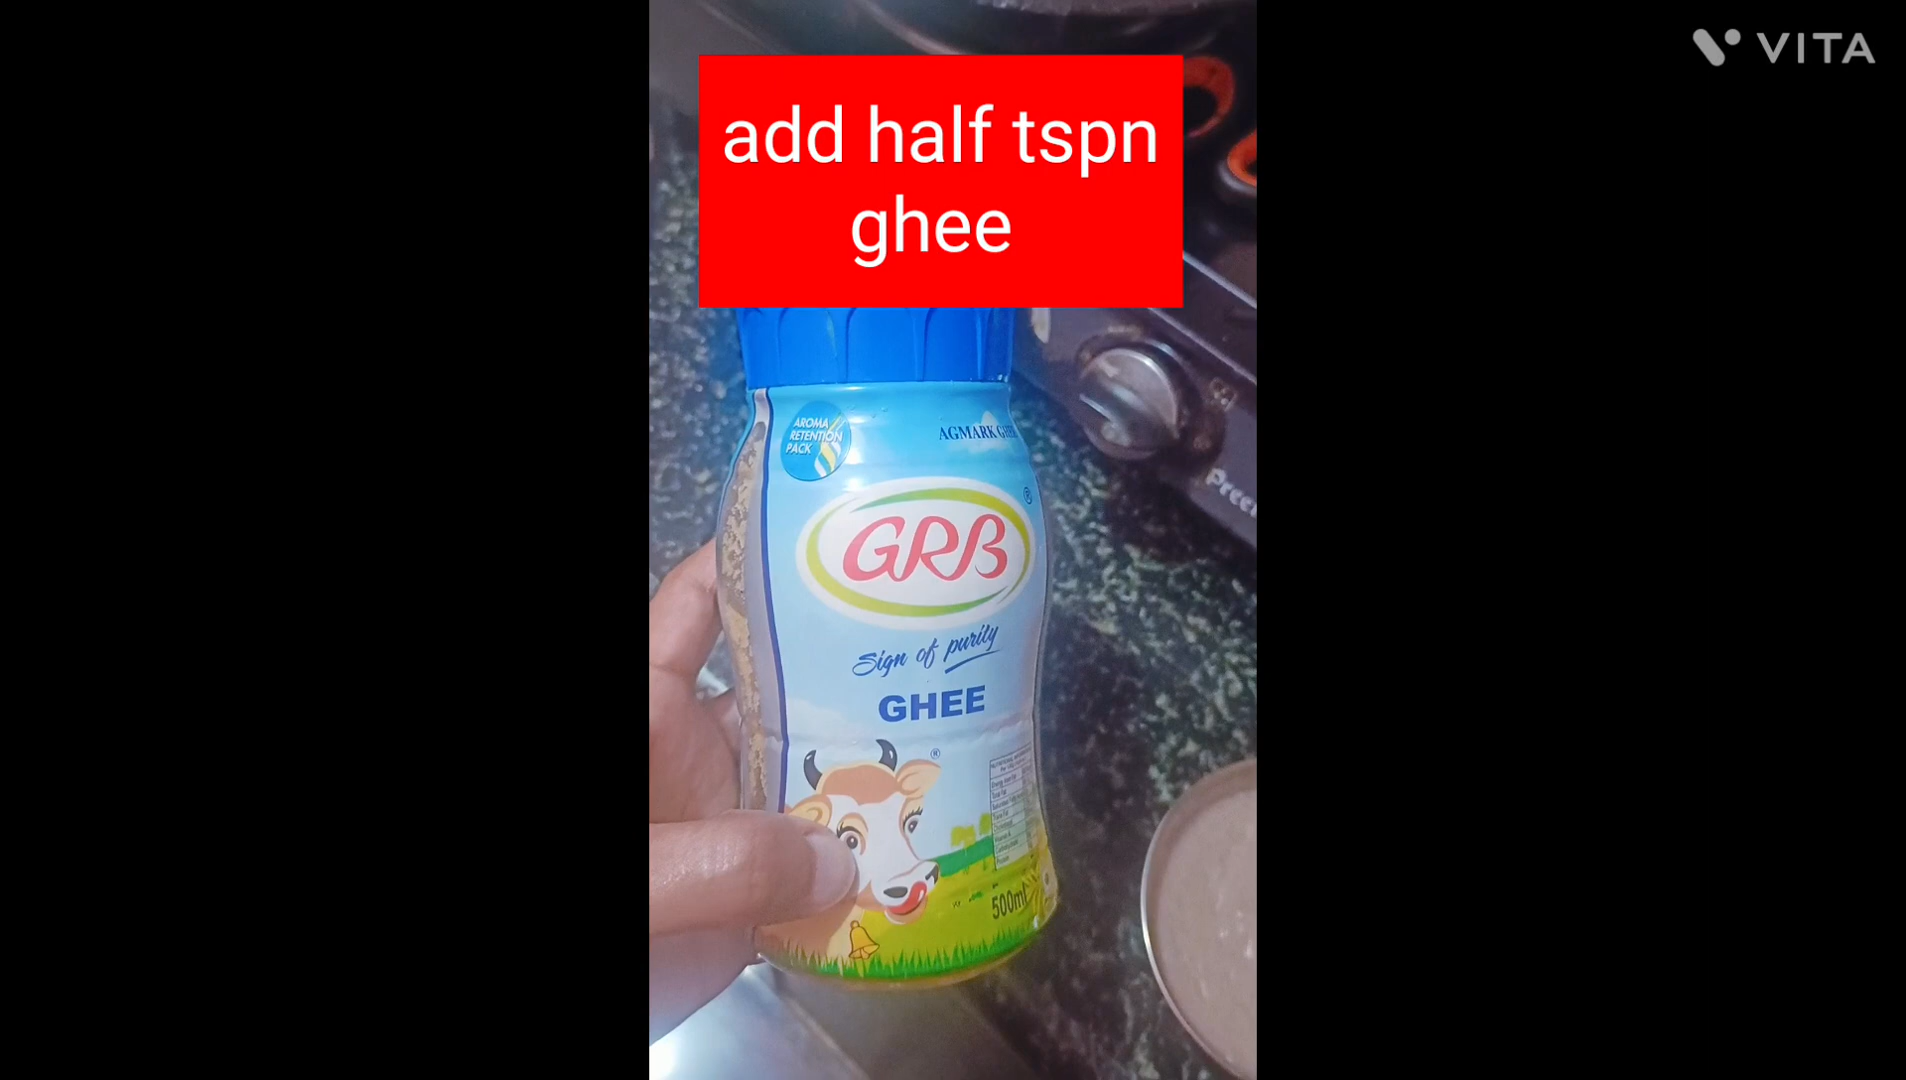 VITA
add half tspn
ghee
AROMA
RETENTION
PACK
AGMARK
GRB
®
Sign of purity
GHEE
®
500ml